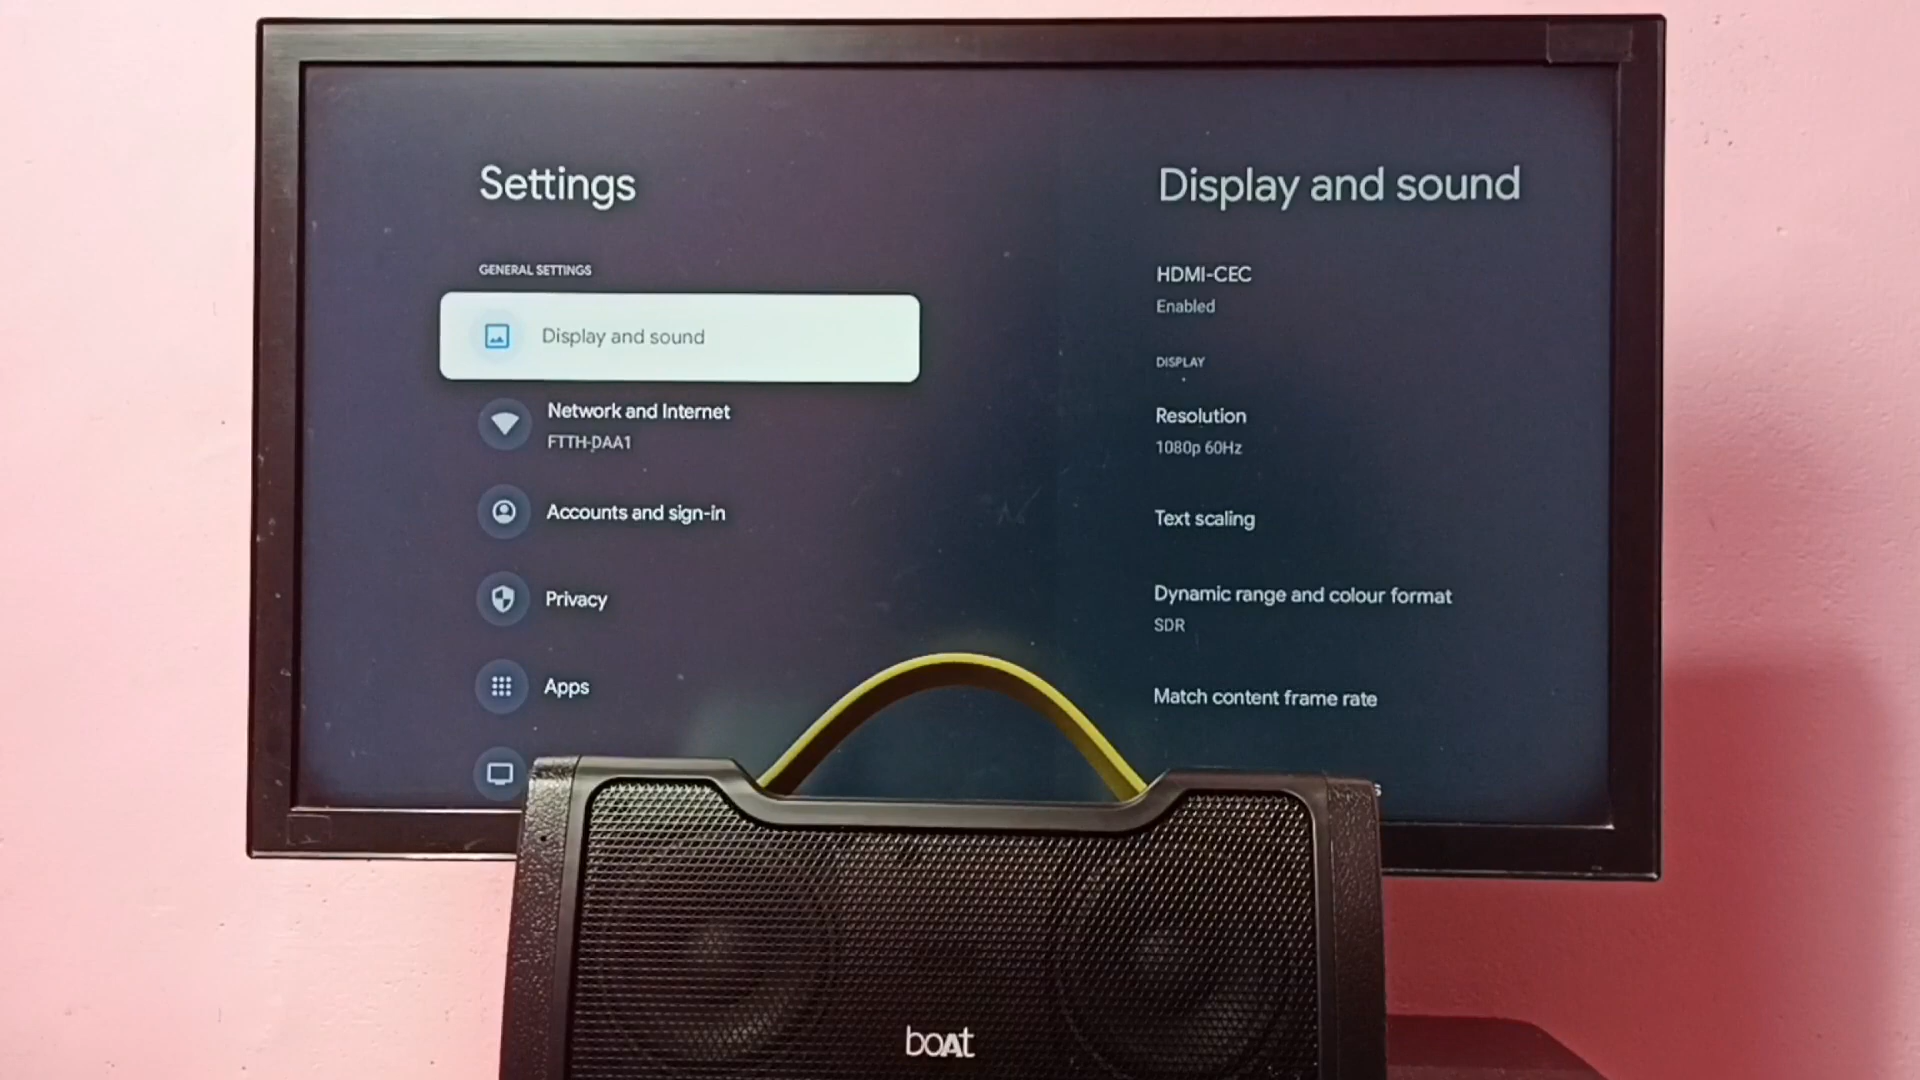 Settings
GENERAL SETTINGS
Display and sound
Network and Internet
FTTH-DAA1
Accounts and sign-in
Privacy
Apps
Display and sound
HDMI-CEC
Enabled
DISPLAY
Resolution
1080p 60Hz
Text scaling
Dynamic range and colour format
SDR
Match content frame rate
boAt